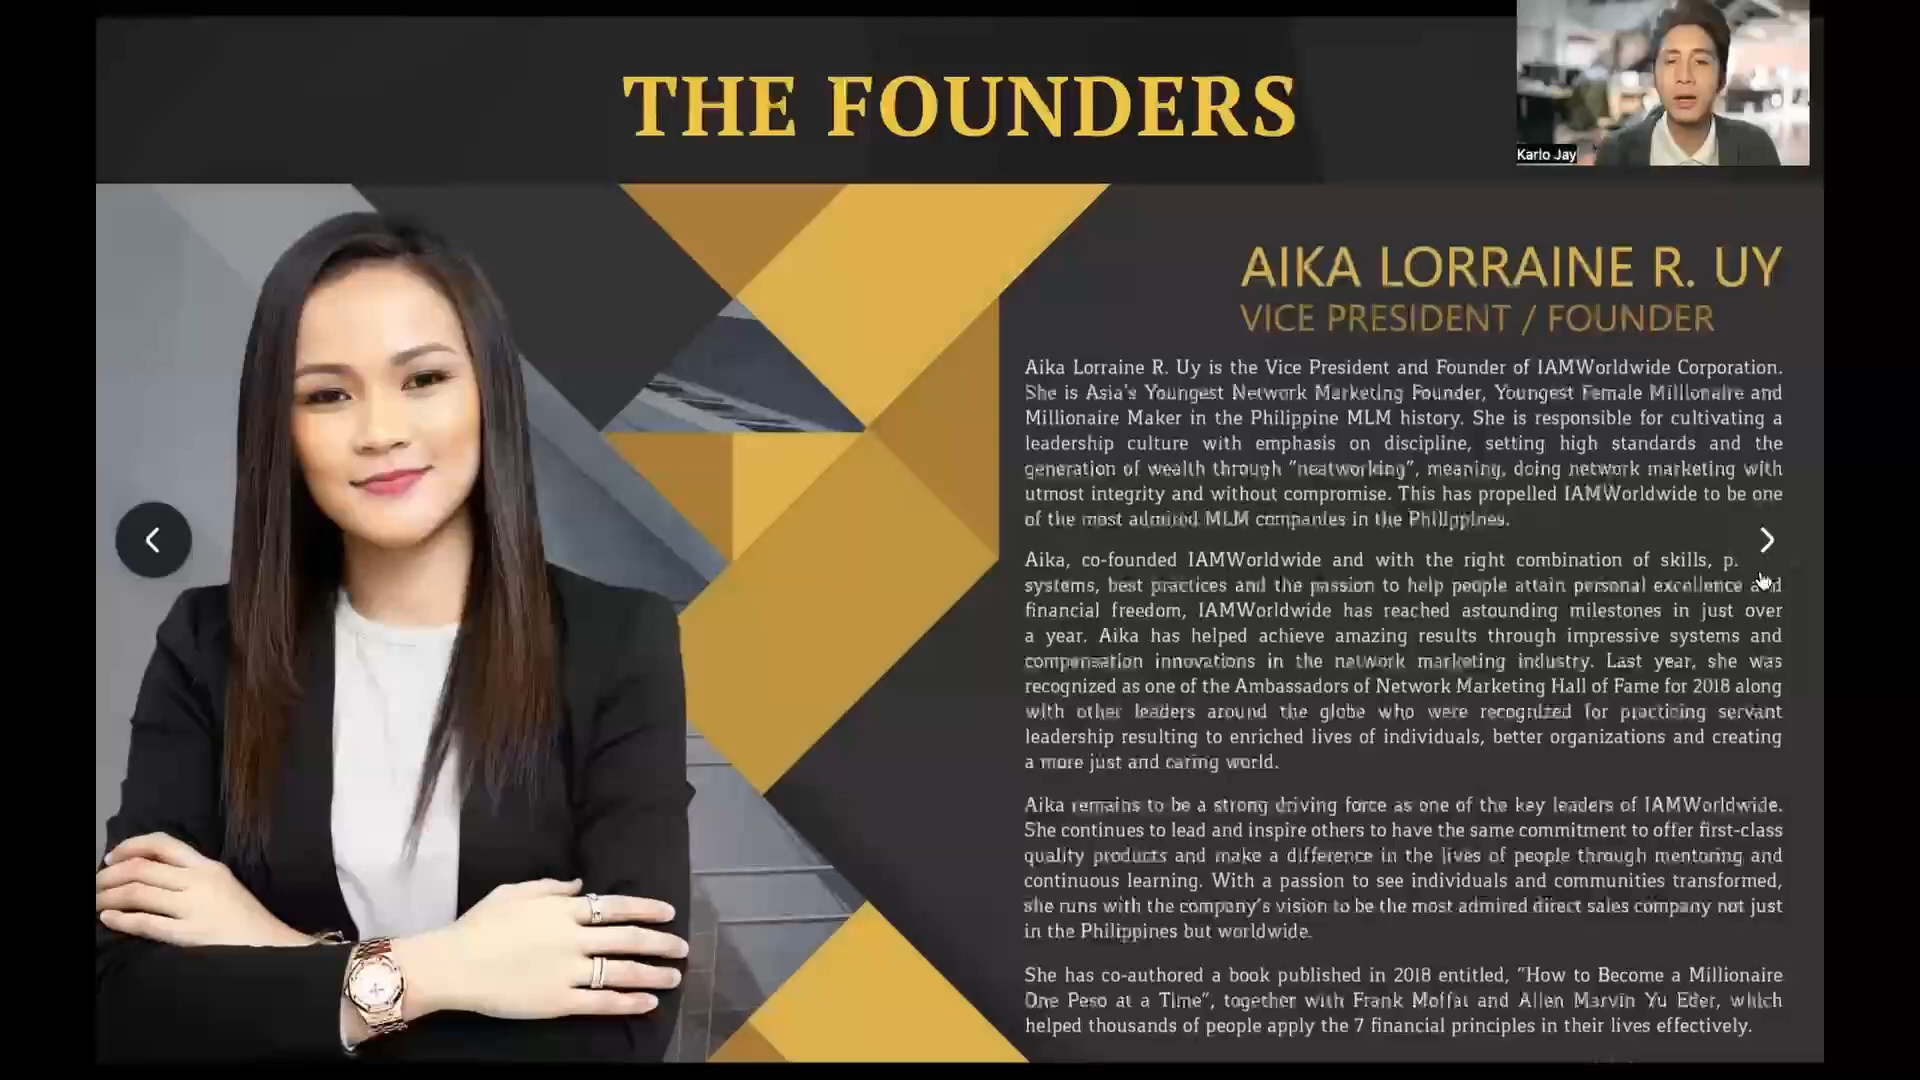 THE FOUNDERS
Karlo Jay
AIKA LORRAINE R. UY
VICE PRESIDENT / FOUNDER
Aika Lorraine R. Uy is the Vice President and Founder of IAMWorldwide Corporation.
She is Asia's Youngest Network Marketing Founder, Youngest Female Millionaire and
Millionaire Maker in the Philippine MLM history. She is responsible for cultivating a
leadership culture with emphasis on discipline, setting high standards and the
generation of wealth through "neatworking", meaning, doing network marketing with
utmost integrity and without compromise. This has propelled IAMWorldwide to be one
of the most admired MLM companies in the Philippines.
Aika, co-founded IAMWorldwide and with the right combination of skills, p.
systems, best practices and the passion to help people attain personal excellence and
financial freedom, IAMWorldwide has reached astounding milestones in just over
a year. Aika has helped achieve amazing results through impressive systems and
compensation innovations in the network marketing industry. Last year, she was
recognized as one of the Ambassadors of Network Marketing Hall of Fame for 2018 along
with other leaders around the globe who were recognized for practicing servant
leadership resulting to enriched lives of individuals, better organizations and creating
a more just and caring world.
Aika remains to be a strong driving force as one of the key leaders of IAMWorldwide.
She continues to lead and inspire others to have the same commitment to offer first-class
quality products and make a difference in the lives of people through mentoring and
continuous learning. With a passion to see individuals and communities transformed,
she runs with the company's vision to be the most admired direct sales company not just
in the Philippines but worldwide.
She has co-authored a book published in 2018 entitled, "How to Become a Millionaire
One Peso at a Time", together with Frank Moffat and Allen Marvin Yu Eder, which
helped thousands of people apply the 7 financial principles in their lives effectively.